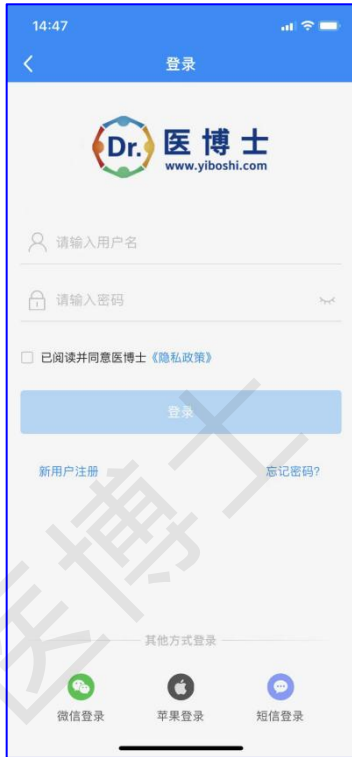 14:47
登录
Dr. 医博士
www.yiboshi.com
请输入用户名
请输入密码
已阅读并同意医博士《隐私政策》
登录
新用户注册 忘记密码?
其他方式登录
微信登录 苹果登录 短信登录
医博士